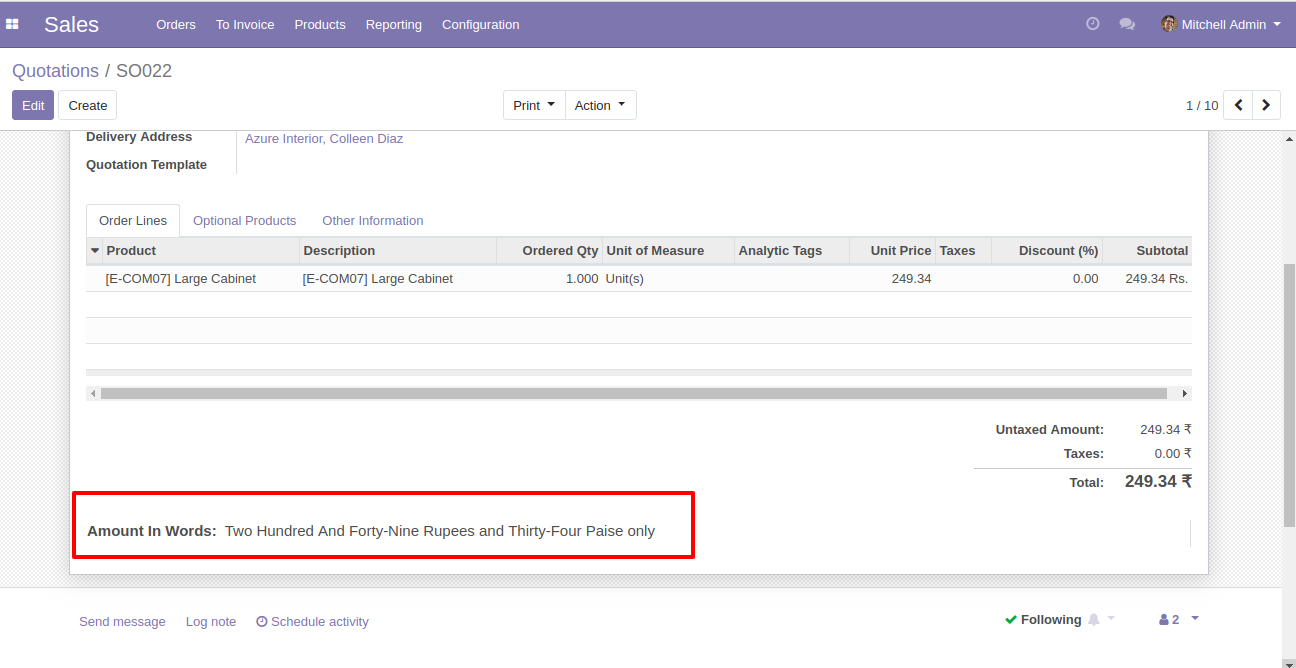 Sales Orders To Invoice Products Reporting Configuration Mitchell Admin
Quotations / SO022
Edit Create Print Action 1 / 10
Delivery Address Azure Interior, Colleen Diaz
Quotation Template
Order Lines Optional Products Other Information
Product Description Ordered Qty Unit of Measure Analytic Tags Unit Price Taxes Discount (%) Subtotal
[E-COM07] Large Cabinet [E-COM07] Large Cabinet 1.000 Unit(s) 249.34 0.00 249.34 Rs.
Untaxed Amount: 249.34 ₹
Taxes: 0.00 ₹
Total: 249.34 ₹
Amount In Words: Two Hundred And Forty-Nine Rupees and Thirty-Four Paise only
Send message Log note Schedule activity Following 2